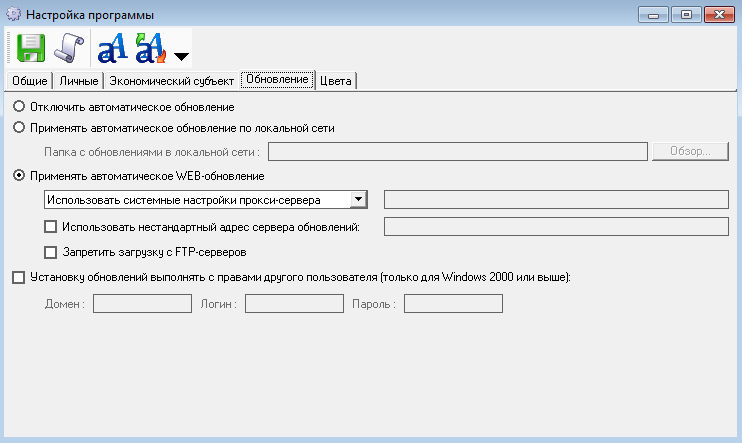 Настройка программы
аА аА
Общие Личные Экономический субъект Обновление Цвета
Отключить автоматическое обновление
Применять автоматическое обновление по локальной сети
Папка с обновлениями в локальной сети : Обзор...
Применять автоматическое WEB-обновление
Использовать системные настройки прокси-сервера
Использовать нестандартный адрес сервера обновлений:
Запретить загрузку с FTP-серверов
Установку обновлений выполнять с правами другого пользователя (только для Windows 2000 или выше):
Домен : Логин : Пароль :